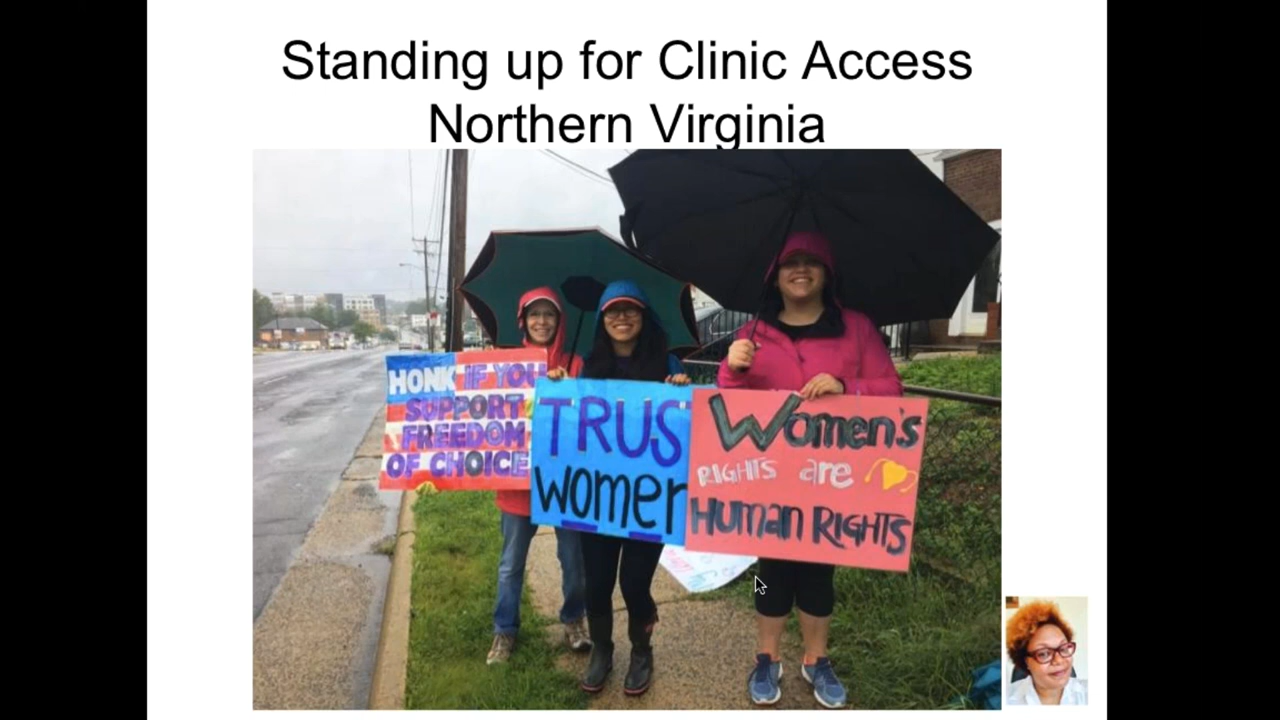 Standing up for Clinic Access
Northern Virginia
HONK IF YOU
SUPPORT
FREEDOM
OF CHOICE
TRUS
Women
Women's
RIGHTS are
Human RIGHTS